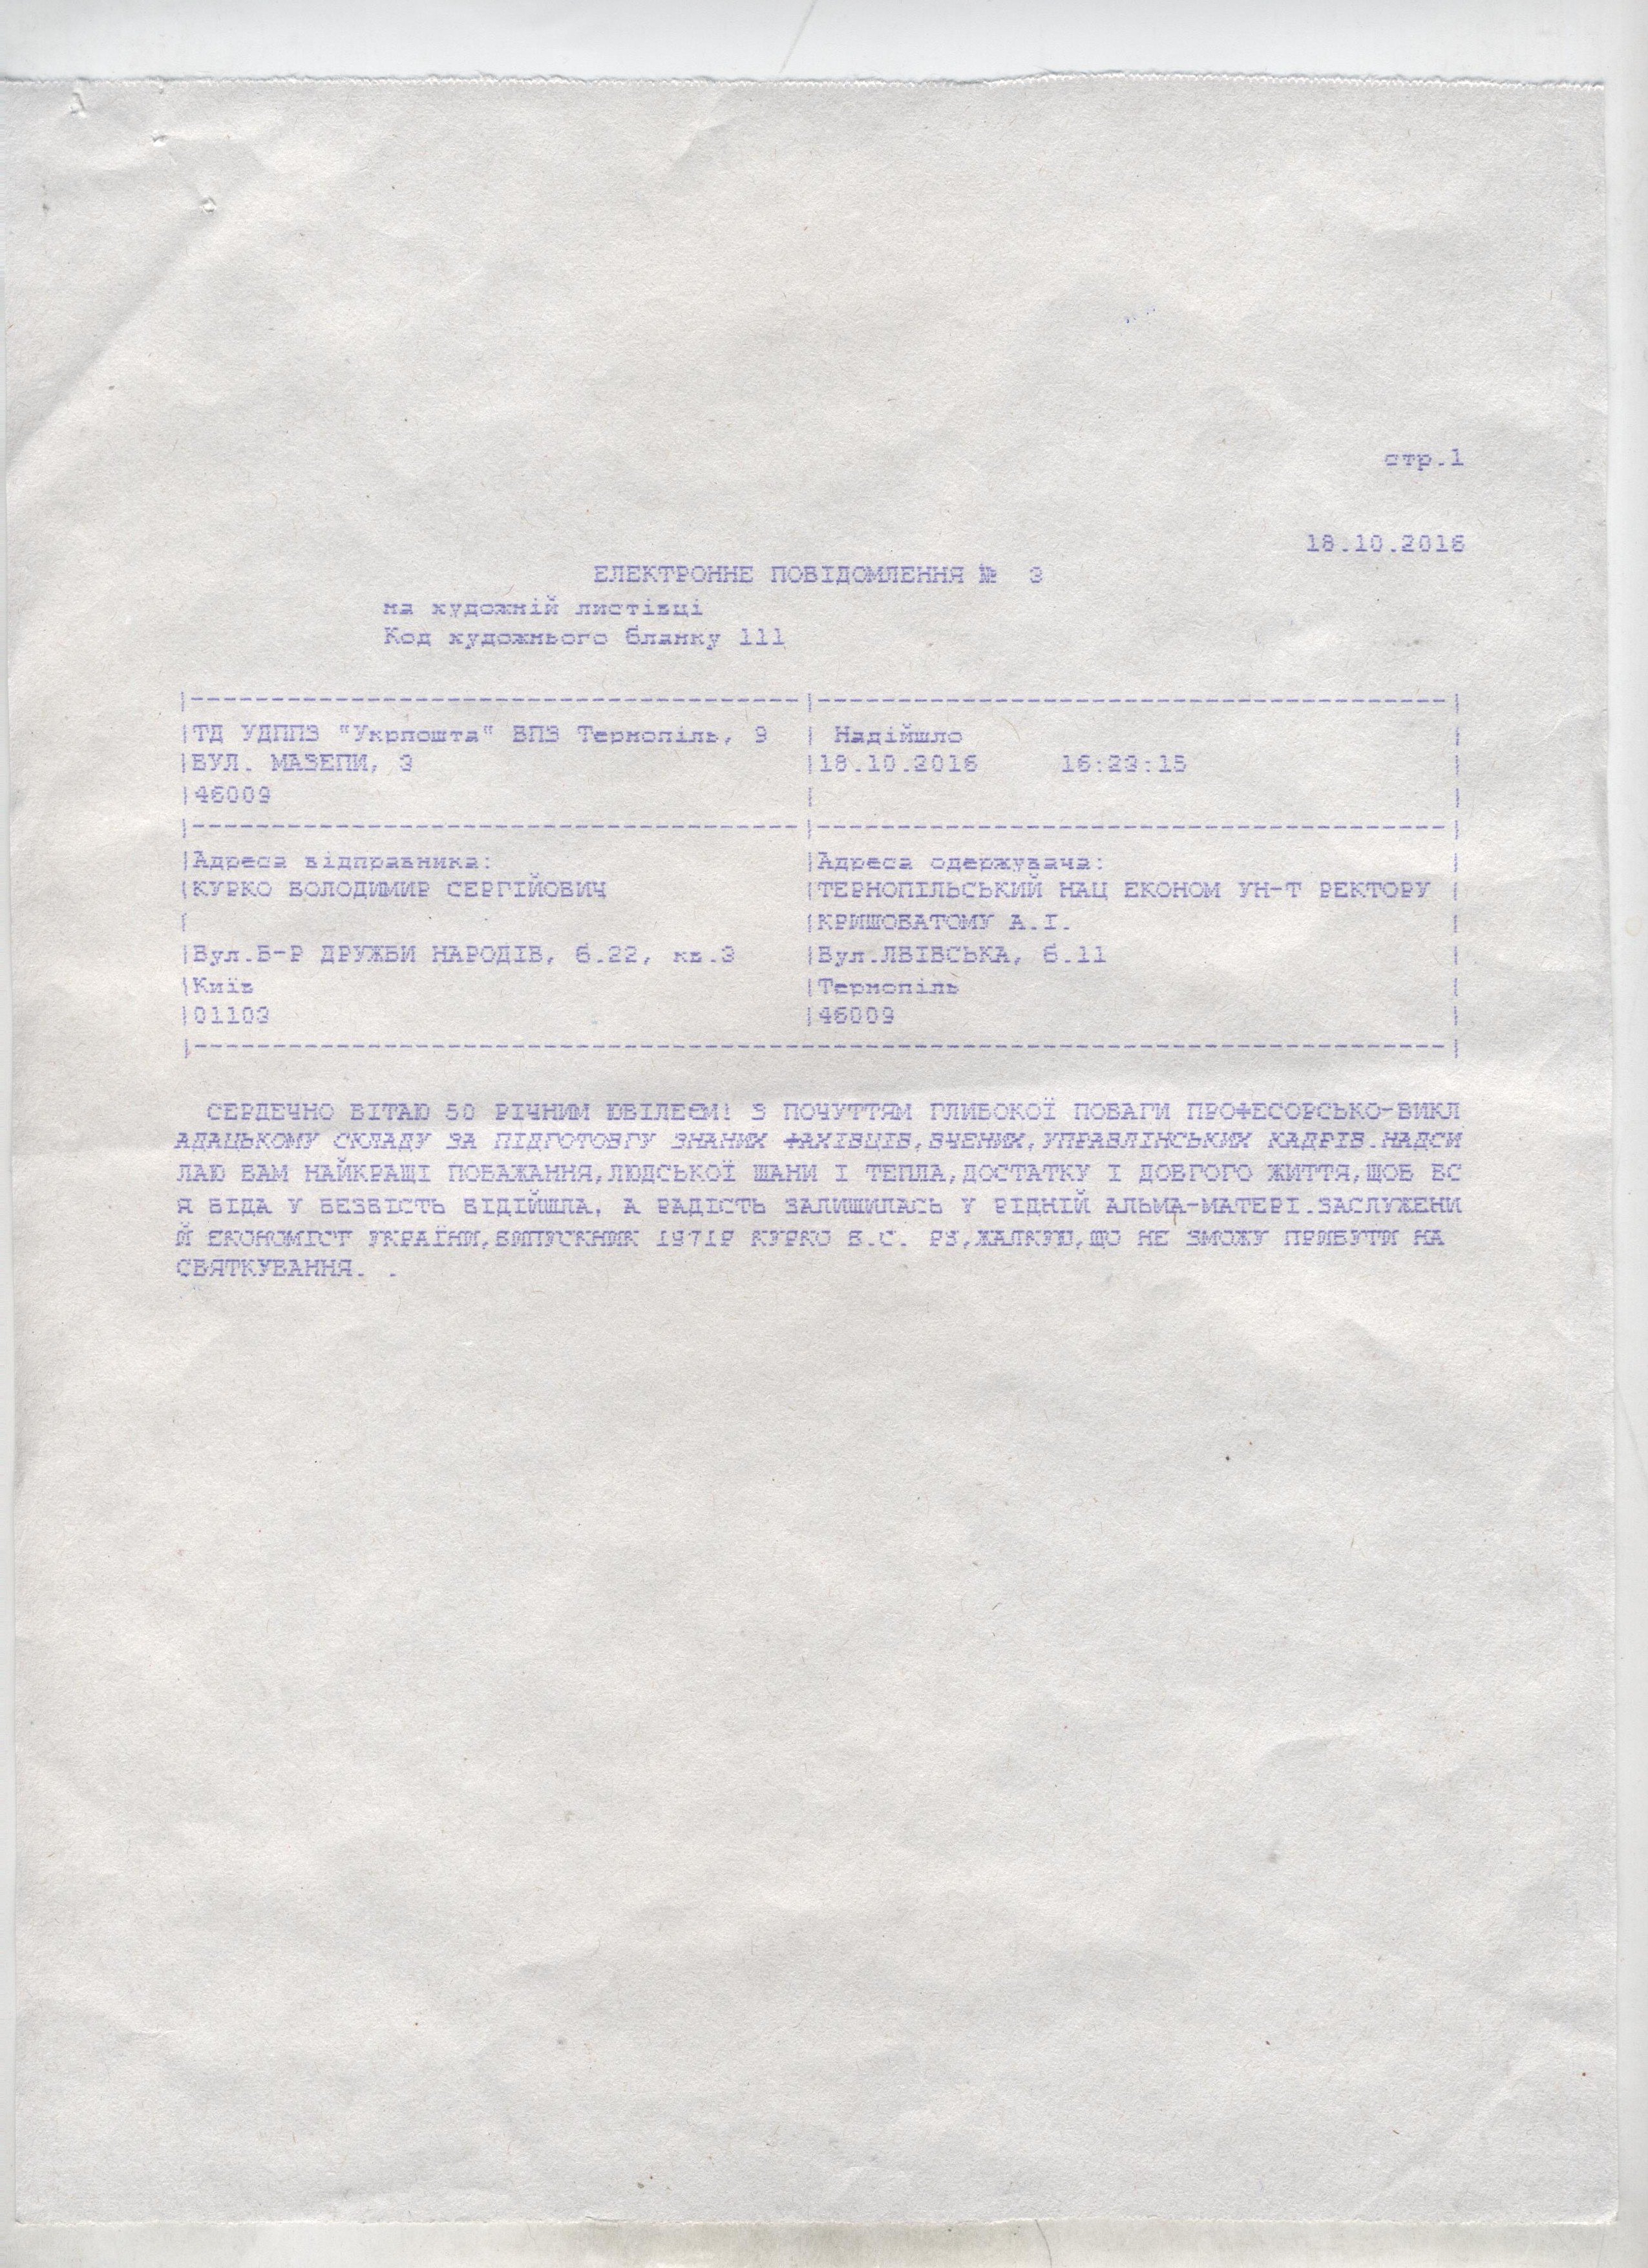 стр.1
18.10.2016
ЕЛЕКТРОННЕ ПОВІДОМЛЕННЯ № 3
на художній листівці
Код художнього бланку 111
|--------------------------------------|---------------------------------------|
|ТД УДППЗ "Укрпошта" ВПЗ Тернопіль, 9 | Надійшло |
|ВУЛ. МАЗЕПИ, 3 |18.10.2016 16:23:15 |
|46009 | |
|--------------------------------------|---------------------------------------|
|Адреса відправника: |Адреса одержувача: |
|КУРКО ВОЛОДИМИР СЕРГІЙОВИЧ |ТЕРНОПІЛЬСЬКИЙ НАЦ ЕКОНОМ УН-Т РЕКТОРУ |
| |КРИШОВАТОМУ А.І. |
|Вул.Б-Р ДРУЖБИ НАРОДІВ, б.22, кв.3 |Вул.ЛЬВІВСЬКА, б.11 |
|Київ |Тернопіль |
|01103 |46009 |
|------------------------------------------------------------------------------|
СЕРДЕЧНО ВІТАЮ 50 РІЧНИМ ЮВІЛЕєМ! З ПОЧУТТЯМ ГЛИБОКОЇ ПОВАГИ ПРОФЕСОРСЬКО-ВИКЛ
АДАЦЬКОМУ СКЛАДУ ЗА ПІДГОТОВГУ ЗНАНИХ ФАХІВЦІВ,ВЧЕНИХ,УПРАВЛІНСЬКИХ КАДРІВ.НАДСИ
ЛАЮ ВАМ НАЙКРАЩІ ПОБАЖАННЯ,ЛЮДСЬКОЇ ШАНИ І ТЕПЛА,ДОСТАТКУ І ДОВГОГО ЖИТТЯ,ЩОБ ВС
Я БІДА У БЕЗВІСТЬ ВІДІЙШЛА, А РАДІСТЬ ЗАЛИШИЛАСЬ У РІДНІЙ АЛЬМА-МАТЕРІ.ЗАСЛУЖЕНИ
Й ЕКОНОМІСТ УКРАЇНИ,ВИПУСКНИК 1971Р КУРКО В.С. PS,ЖАЛКУЮ,ЩО НЕ ЗМОЖУ ПРИБУТИ НА
СВЯТКУВАННЯ. .